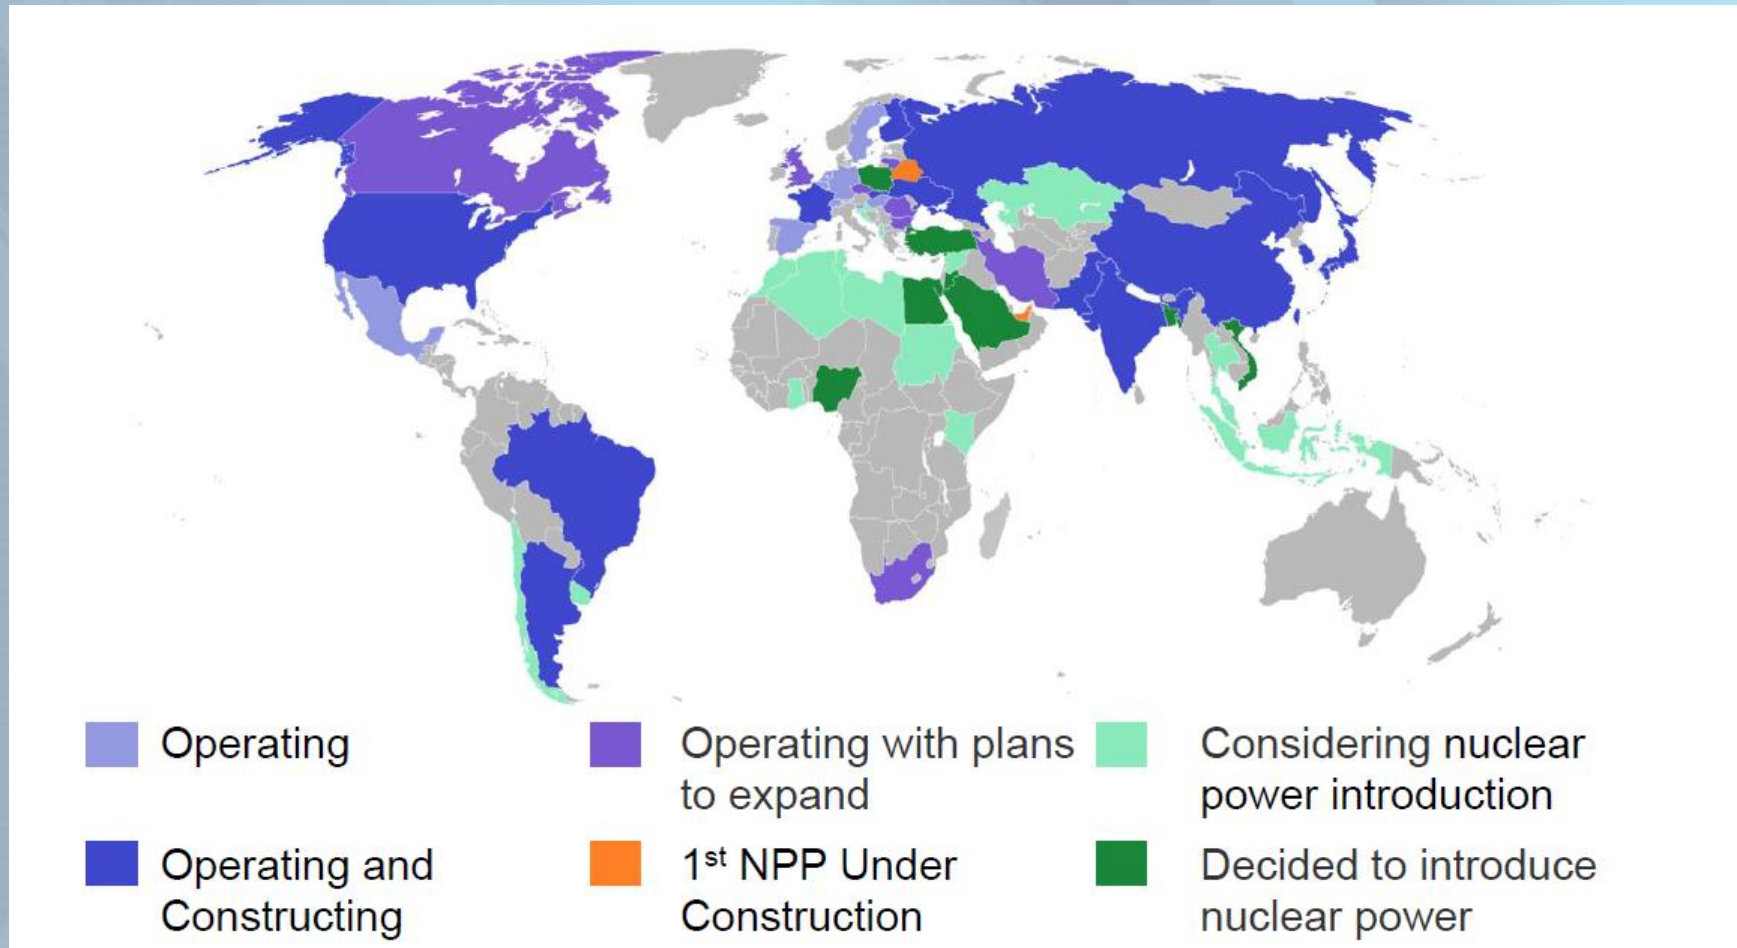 Operating
Operating with plans
to expand
Considering nuclear
power introduction
Operating and
Constructing
1st NPP Under
Construction
Decided to introduce
nuclear power